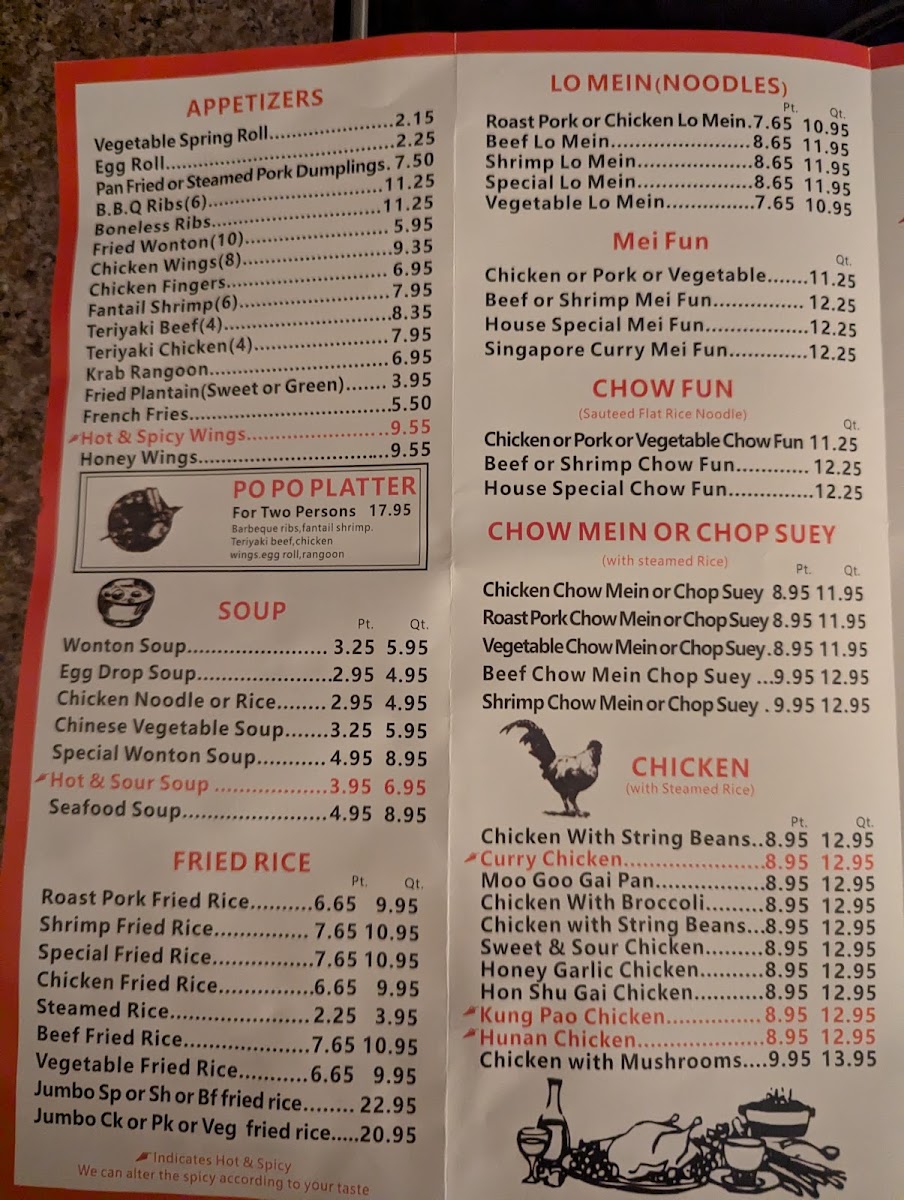 APPETIZERS
Vegetable Spring Roll.....................2.15
Egg Roll.......................................2.25
Pan Fried or Steamed Pork Dumplings. 7.50
B.B.Q Ribs(6)..............................11.25
Boneless Ribs..............................11.25
Fried Wonton(10)........................ 5.95
Chicken Wings(8)........................9.35
Chicken Fingers........................... 6.95
Fantail Shrimp(6)........................7.95
Teriyaki Beef(4)...........................8.35
Teriyaki Chicken(4).....................7.95
Krab Rangoon..............................6.95
Fried Plantain(Sweet or Green)....... 3.95
French Fries.................................5.50
Hot & Spicy Wings........................9.55
Honey Wings..............................9.55
PO PO PLATTER
For Two Persons 17.95
Barbeque ribs,fantail shrimp.
Teriyaki beef,chicken
wings.egg roll,rangoon
SOUP
Pt. Qt.
Wonton Soup........................ 3.25 5.95
Egg Drop Soup.......................2.95 4.95
Chicken Noodle or Rice........2.95 4.95
Chinese Vegetable Soup.......3.25 5.95
Special Wonton Soup...........4.95 8.95
Hot & Sour Soup ..................3.95 6.95
Seafood Soup.......................4.95 8.95
FRIED RICE
Pt. Qt.
Roast Pork Fried Rice..........6.65 9.95
Shrimp Fried Rice............... 7.65 10.95
Special Fried Rice................7.65 10.95
Chicken Fried Rice...............6.65 9.95
Steamed Rice.......................2.25 3.95
Beef Fried Rice....................7.65 10.95
Vegetable Fried Rice...........6.65 9.95
Jumbo Sp or Sh or Bf fried rice........ 22.95
Jumbo Ck or Pk or Veg fried rice.....20.95
Indicates Hot & Spicy
We can alter the spicy according to your taste
LO MEIN(NOODLES)
Pt. Qt.
Roast Pork or Chicken Lo Mein.7.65 10.95
Beef Lo Mein........................8.65 11.95
Shrimp Lo Mein....................8.65 11.95
Special Lo Mein....................8.65 11.95
Vegetable Lo Mein...............7.65 10.95
Mei Fun
Qt.
Chicken or Pork or Vegetable.......11.25
Beef or Shrimp Mei Fun............... 12.25
House Special Mei Fun.................12.25
Singapore Curry Mei Fun.............12.25
CHOW FUN
(Sauteed Flat Rice Noodle)
Qt.
Chicken or Pork or Vegetable Chow Fun 11.25
Beef or Shrimp Chow Fun............ 12.25
House Special Chow Fun..............12.25
CHOW MEIN OR CHOP SUEY
(with steamed Rice)
Pt. Qt.
Chicken Chow Mein or Chop Suey 8.95 11.95
Roast Pork Chow Mein or Chop Suey 8.95 11.95
Vegetable Chow Mein or Chop Suey.8.95 11.95
Beef Chow Mein Chop Suey ...9.95 12.95
Shrimp Chow Mein or Chop Suey . 9.95 12.95
CHICKEN
(with Steamed Rice)
Pt. Qt.
Chicken With String Beans..8.95 12.95
Curry Chicken.....................8.95 12.95
Moo Goo Gai Pan.................8.95 12.95
Chicken With Broccoli.........8.95 12.95
Chicken with String Beans...8.95 12.95
Sweet & Sour Chicken.........8.95 12.95
Honey Garlic Chicken..........8.95 12.95
Hon Shu Gai Chicken...........8.95 12.95
Kung Pao Chicken...............8.95 12.95
Hunan Chicken...................8.95 12.95
Chicken with Mushrooms....9.95 13.95